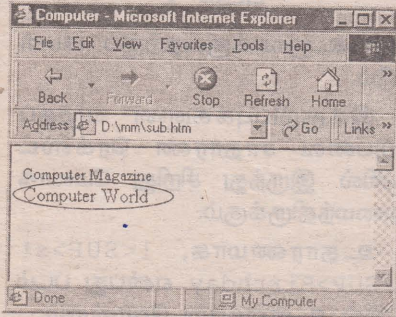 Computer - Microsoft Internet Explorer
File Edit View Favorites Tools Help
Back Forward Stop Refresh Home »
Address D:\mm\sub.htm Go Links »
Computer Magazine
Computer World
Done My Computer